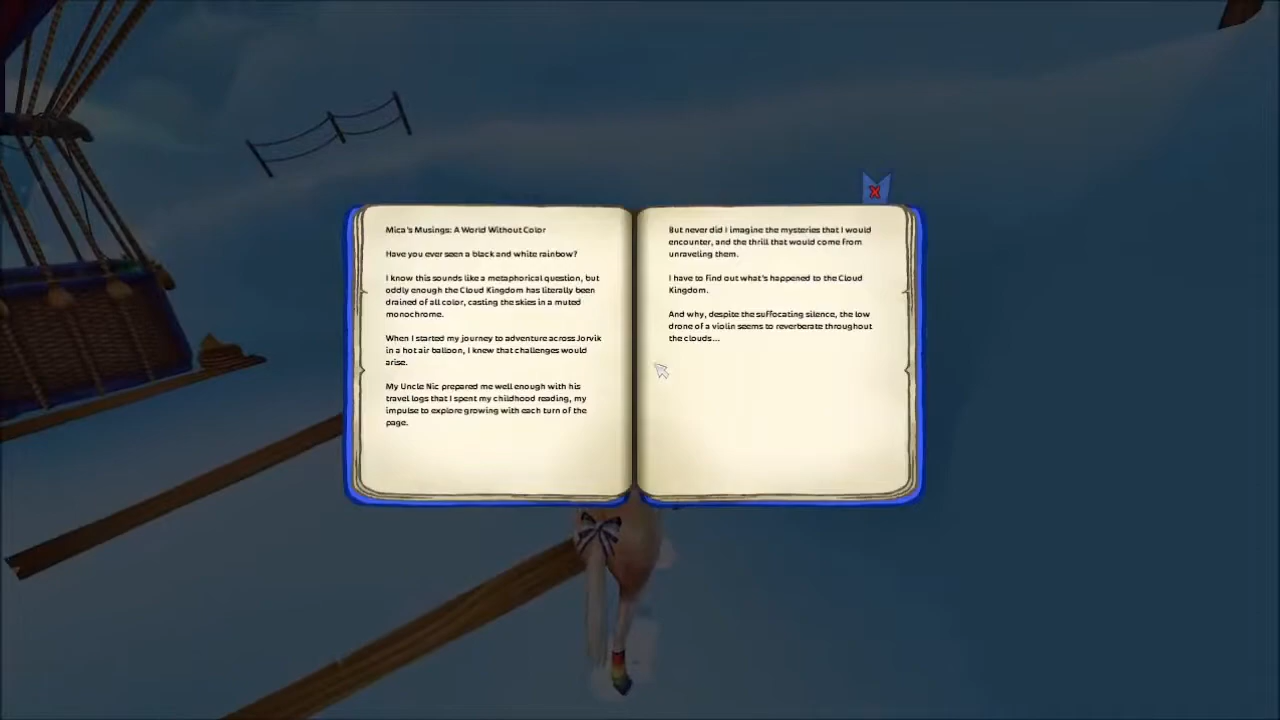 Mica's Musings: A World Without Color
Have you ever seen a black and white rainbow?
I know this sounds like a metaphorical question, but
oddly enough the Cloud Kingdom has literally been
drained of all color, casting the skies in a muted
monochrome.
When I started my journey to adventure across Jorvik
in a hot air balloon, I knew that challenges would
arise.
My Uncle Nic prepared me well enough with his
travel logs that I spent my childhood reading, my
impulse to explore growing with each turn of the
page.
But never did I imagine the mysteries that I would
encounter, and the thrill that would come from
unraveling them.
I have to find out what's happened to the Cloud
Kingdom.
And why, despite the suffocating silence, the low
drone of a violin seems to reverberate throughout
the clouds...
X